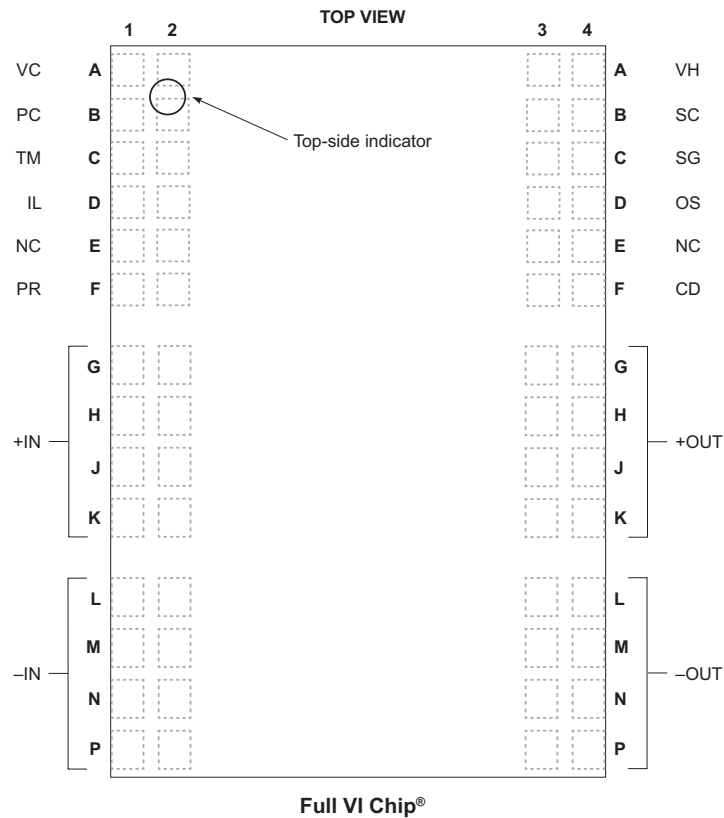 TOP VIEW
1 2 3 4
VC A A VH
PC B B SC
Top-side indicator
TM C C SG
IL D D OS
NC E E NC
PR F F CD
G G
H H
+IN +OUT
J J
K K
L L
M M
–IN –OUT
N N
P P
Full VI Chip®